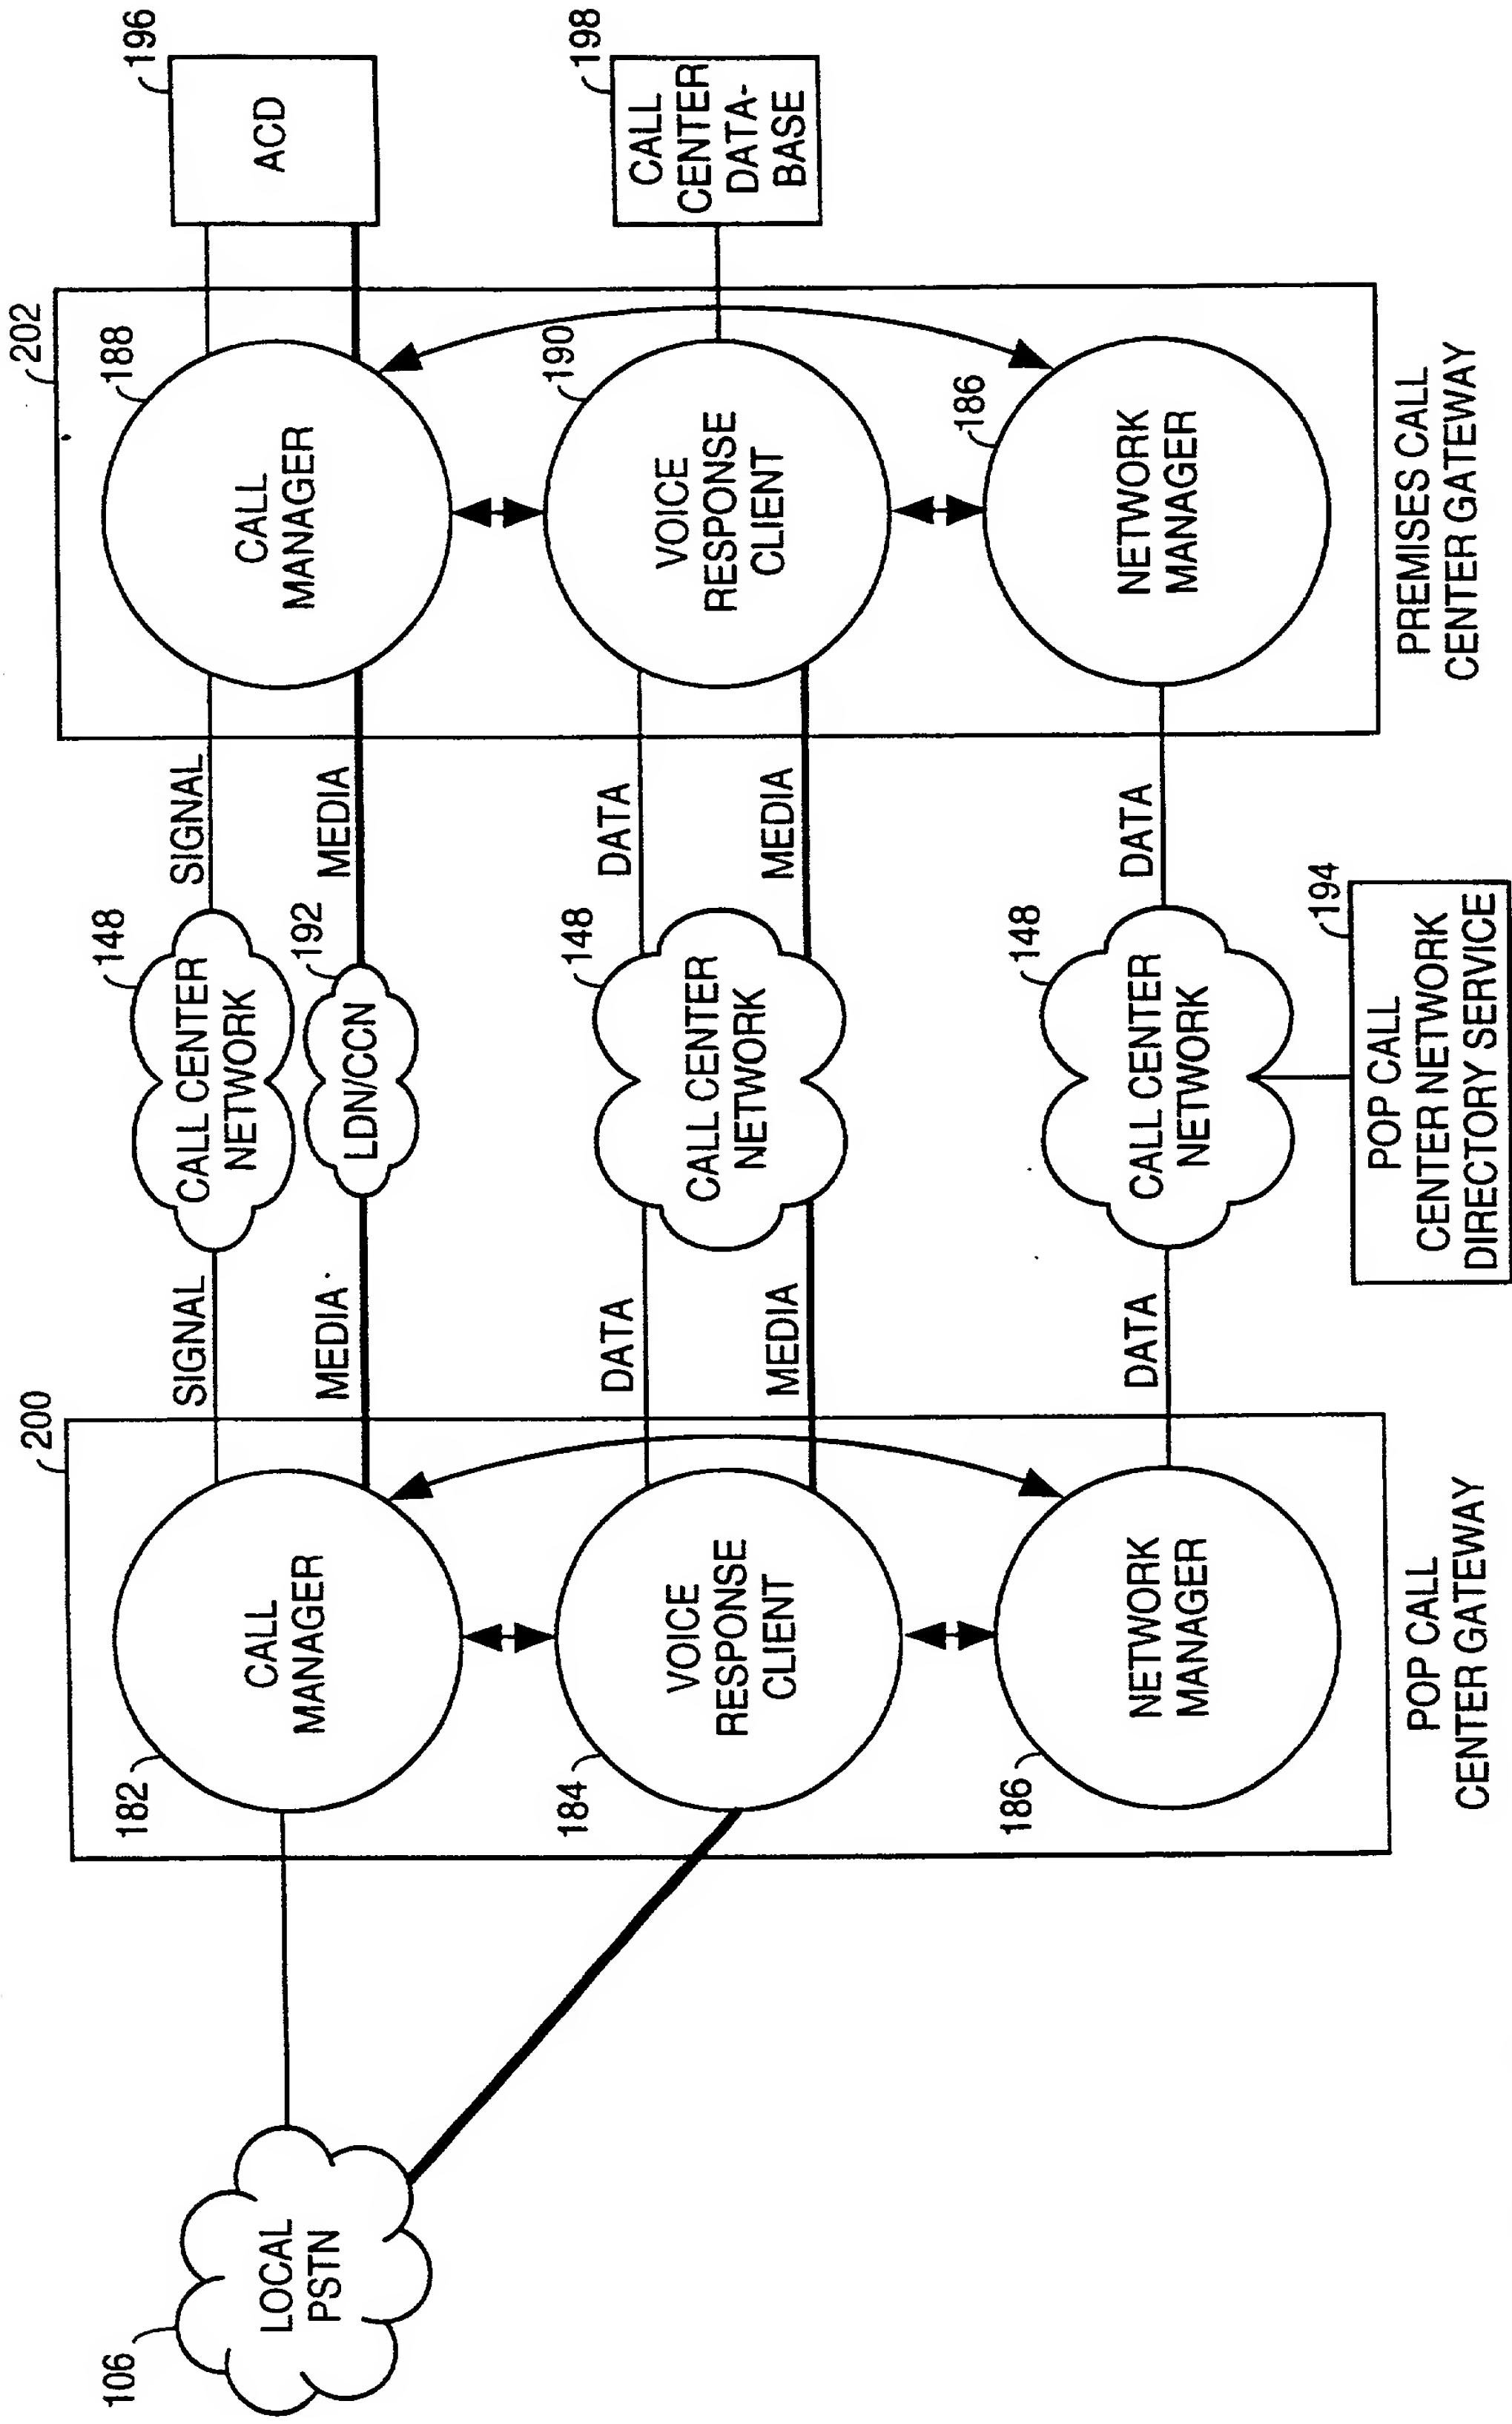 106
LOCAL
PSTN
200
182
CALL
MANAGER
184
VOICE
RESPONSE
CLIENT
186
NETWORK
MANAGER
POP CALL
CENTER GATEWAY
SIGNAL
MEDIA
DATA
MEDIA
DATA
148
CALL CENTER
NETWORK
192
LDN/CCN
148
CALL CENTER
NETWORK
148
CALL CENTER
NETWORK
194
POP CALL
CENTER NETWORK
DIRECTORY SERVICE
SIGNAL
MEDIA
DATA
MEDIA
DATA
202
188
CALL
MANAGER
190
VOICE
RESPONSE
CLIENT
186
NETWORK
MANAGER
PREMISES CALL
CENTER GATEWAY
196
ACD
198
CALL
CENTER
DATA-
BASE